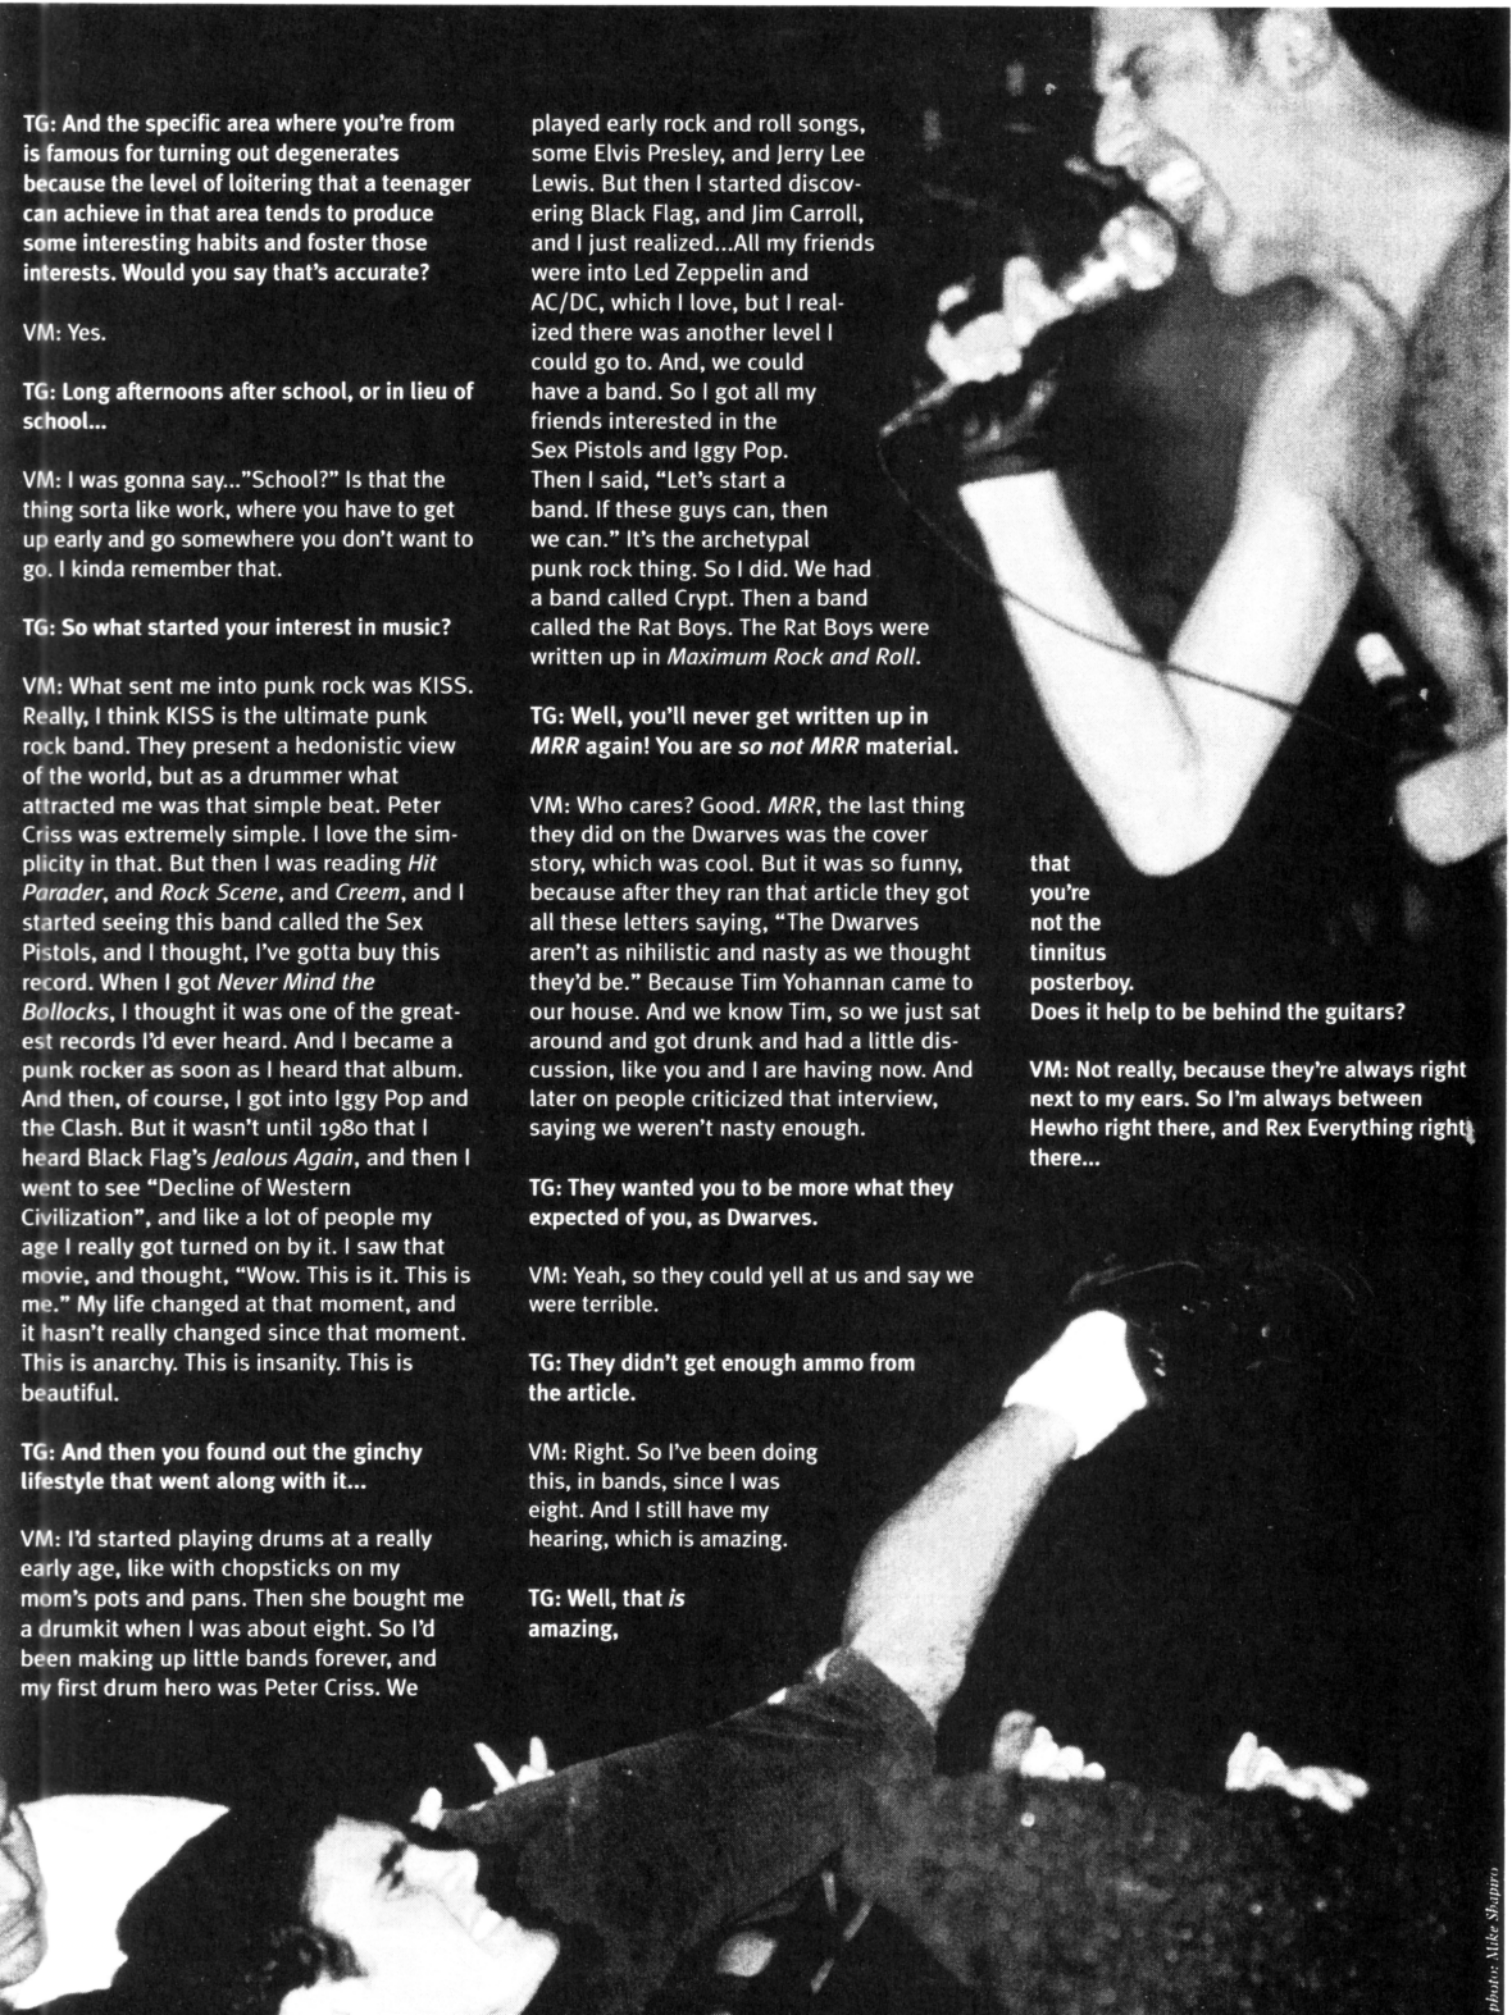 TG: And the specific area where you're from
is famous for turning out degenerates
because the level of loitering that a teenager
can achieve in that area tends to produce
some interesting habits and foster those
interests. Would you say that's accurate?
VM: Yes.
TG: Long afternoons after school, or in lieu of
school...
VM: I was gonna say..."School?" Is that the
thing sorta like work, where you have to get
up early and go somewhere you don't want to
go. I kinda remember that.
TG: So what started your interest in music?
VM: What sent me into punk rock was KISS.
Really, I think KISS is the ultimate punk
rock band. They present a hedonistic view
of the world, but as a drummer what
attracted me was that simple beat. Peter
Criss was extremely simple. I love the sim-
plicity in that. But then I was reading Hit
Parader, and Rock Scene, and Creem, and I
started seeing this band called the Sex
Pistols, and I thought, I've gotta buy this
record. When I got Never Mind the
Bollocks, I thought it was one of the great-
est records I'd ever heard. And I became a
punk rocker as soon as I heard that album.
And then, of course, I got into Iggy Pop and
the Clash. But it wasn't until 1980 that I
heard Black Flag's Jealous Again, and then I
went to see “Decline of Western
Civilization”, and like a lot of people my
age I really got turned on by it. I saw that
movie, and thought, “Wow. This is it. This is
me.” My life changed at that moment, and
it hasn't really changed since that moment.
This is anarchy. This is insanity. This is
beautiful.
TG: And then you found out the ginchy
lifestyle that went along with it...
VM: I'd started playing drums at a really
early age, like with chopsticks on my
mom's pots and pans. Then she bought me
a drumkit when I was about eight. So I'd
been making up little bands forever, and
my first drum hero was Peter Criss. We
played early rock and roll songs,
some Elvis Presley, and Jerry Lee
Lewis. But then I started discov-
ering Black Flag, and Jim Carroll,
and I just realized...All my friends
were into Led Zeppelin and
AC/DC, which I love, but I real-
ized there was another level I
could go to. And, we could
have a band. So I got all my
friends interested in the
Sex Pistols and Iggy Pop.
Then I said, “Let's start a
band. If these guys can, then
we can.” It's the archetypal
punk rock thing. So I did. We had
a band called Crypt. Then a band
called the Rat Boys. The Rat Boys were
written up in Maximum Rock and Roll.
TG: Well, you'll never get written up in
MRR again! You are so not MRR material.
VM: Who cares? Good. MRR, the last thing
they did on the Dwarves was the cover
story, which was cool. But it was so funny,
because after they ran that article they got
all these letters saying, “The Dwarves
aren't as nihilistic and nasty as we thought
they'd be.” Because Tim Yohannan came to
our house. And we know Tim, so we just sat
around and got drunk and had a little dis-
cussion, like you and I are having now. And
later on people criticized that interview,
saying we weren't nasty enough.
TG: They wanted you to be more what they
expected of you, as Dwarves.
VM: Yeah, so they could yell at us and say we
were terrible.
TG: They didn't get enough ammo from
the article.
VM: Right. So I've been doing
this, in bands, since I was
eight. And I still have my
hearing, which is amazing.
TG: Well, that is
amazing,
that
you're
not the
tinnitus
posterboy.
Does it help to be behind the guitars?
VM: Not really, because they're always right
next to my ears. So I'm always between
Hewho right there, and Rex Everything right
there...
photo: Mike Shapiro